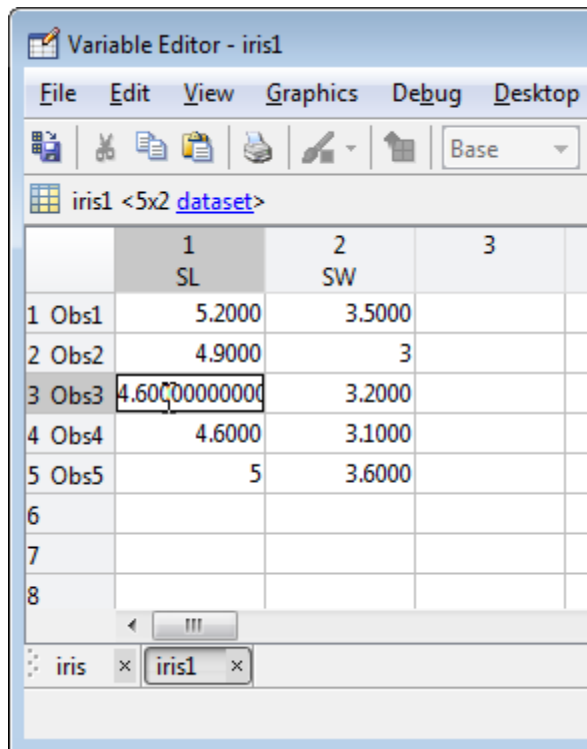 Variable Editor - iris1
File Edit View Graphics Debug Desktop
Base
iris1 <5x2 dataset>
1 2 3
SL SW
1 Obs1 5.2000 3.5000
2 Obs2 4.9000 3
3 Obs3 4.60000000000 3.2000
4 Obs4 4.6000 3.1000
5 Obs5 5 3.6000
6
7
8
iris × iris1 ×